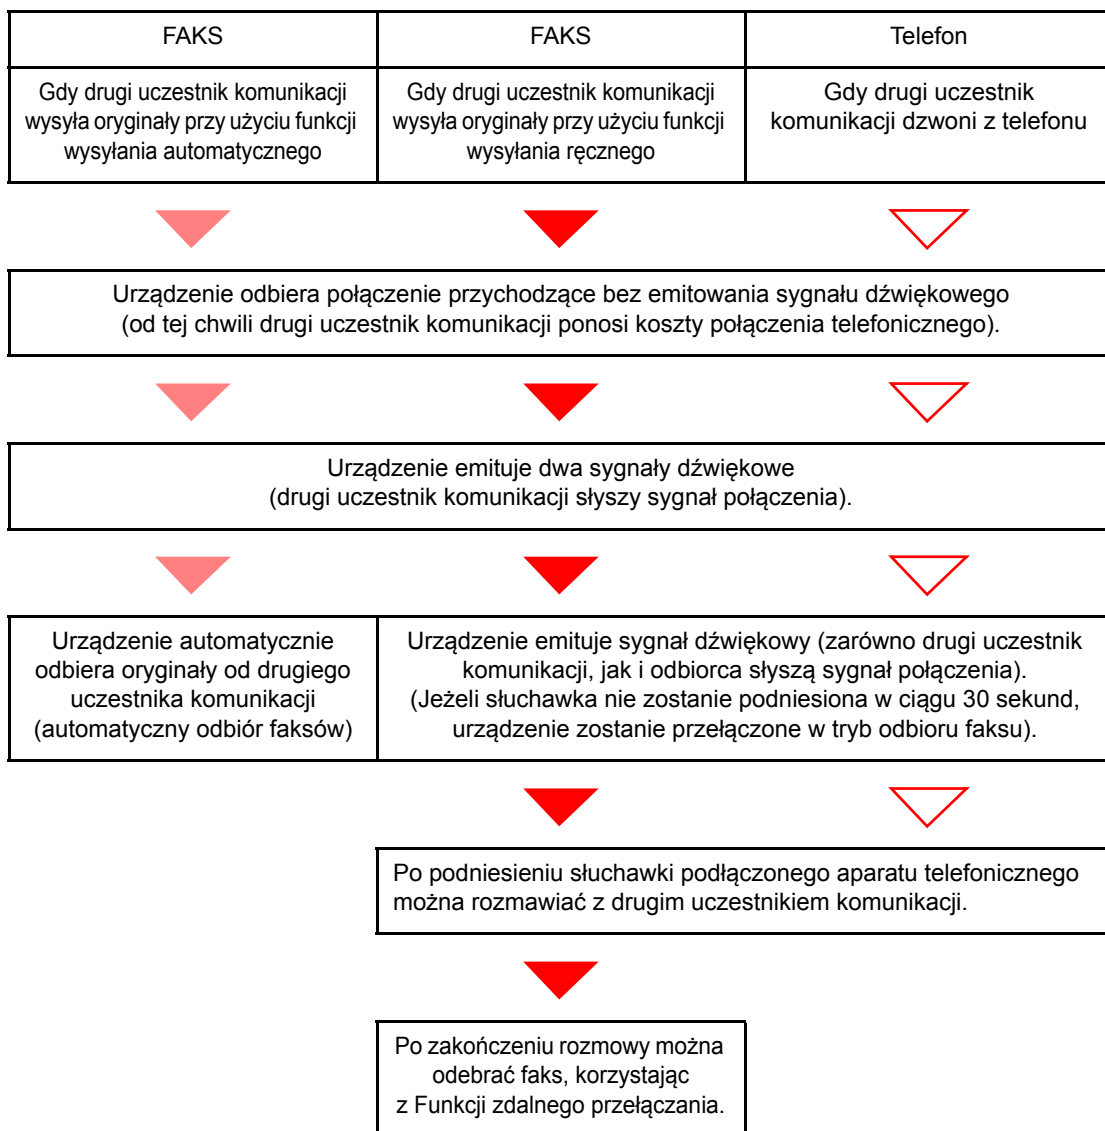 FAKS
FAKS
Telefon
Gdy drugi uczestnik komunikacji
wysyła oryginały przy użyciu funkcji
wysyłania automatycznego
Gdy drugi uczestnik komunikacji
wysyła oryginały przy użyciu funkcji
wysyłania ręcznego
Gdy drugi uczestnik
komunikacji dzwoni z telefonu
Urządzenie odbiera połączenie przychodzące bez emitowania sygnału dźwiękowego
(od tej chwili drugi uczestnik komunikacji ponosi koszty połączenia telefonicznego).
Urządzenie emituje dwa sygnały dźwiękowe
(drugi uczestnik komunikacji słyszy sygnał połączenia).
Urządzenie automatycznie
odbiera oryginały od drugiego
uczestnika komunikacji
(automatyczny odbiór faksów)
Urządzenie emituje sygnał dźwiękowy (zarówno drugi uczestnik
komunikacji, jak i odbiorca słyszą sygnał połączenia).
(Jeżeli słuchawka nie zostanie podniesiona w ciągu 30 sekund,
urządzenie zostanie przełączone w tryb odbioru faksu).
Po podniesieniu słuchawki podłączonego aparatu telefonicznego
można rozmawiać z drugim uczestnikiem komunikacji.
Po zakończeniu rozmowy można
odebrać faks, korzystając
z Funkcji zdalnego przełączania.